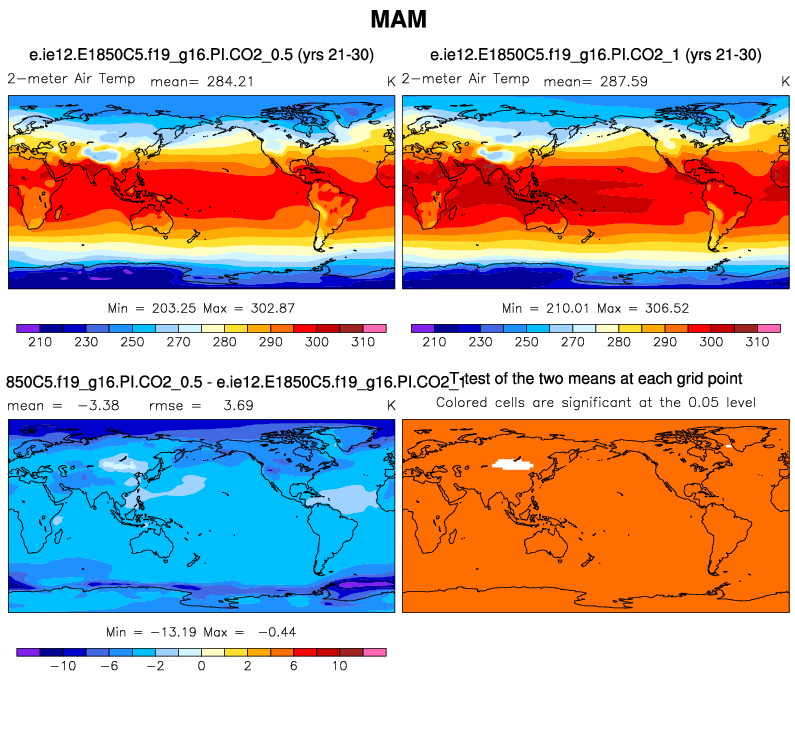 MAM
e.ie12.E1850C5.f19_g16.PI.CO2_0.5 (yrs 21-30)
e.ie12.E1850C5.f19_g16.PI.CO2_1 (yrs 21-30)
2-meter Air Temp mean= 284.21 K
2-meter Air Temp mean= 287.59 K
Min = 203.25 Max = 302.87
Min = 210.01 Max = 306.52
210 230 250 260 270 280 290 300 310
210 230 250 260 270 280 290 300 310
850C5.f19_g16.PI.CO2_0.5 - e.ie12.E1850C5.f19_g16.PI.CO2_1
T-test of the two means at each grid point
mean = -3.38 rmse = 3.69 K
Colored cells are significant at the 0.05 level
Min = -13.19 Max = -0.44
-10 -6 -2 0 2 6 10